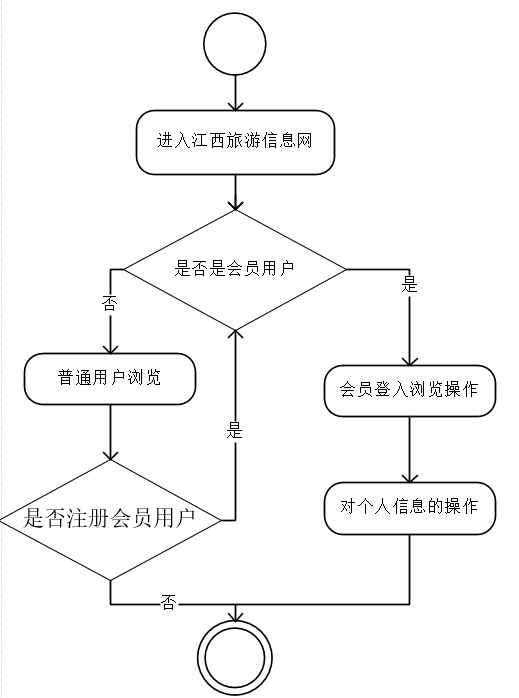 进入江西旅游信息网
是否是会员用户
否
是
普通用户浏览
会员登入浏览操作
是
对个人信息的操作
是否注册会员用户
否